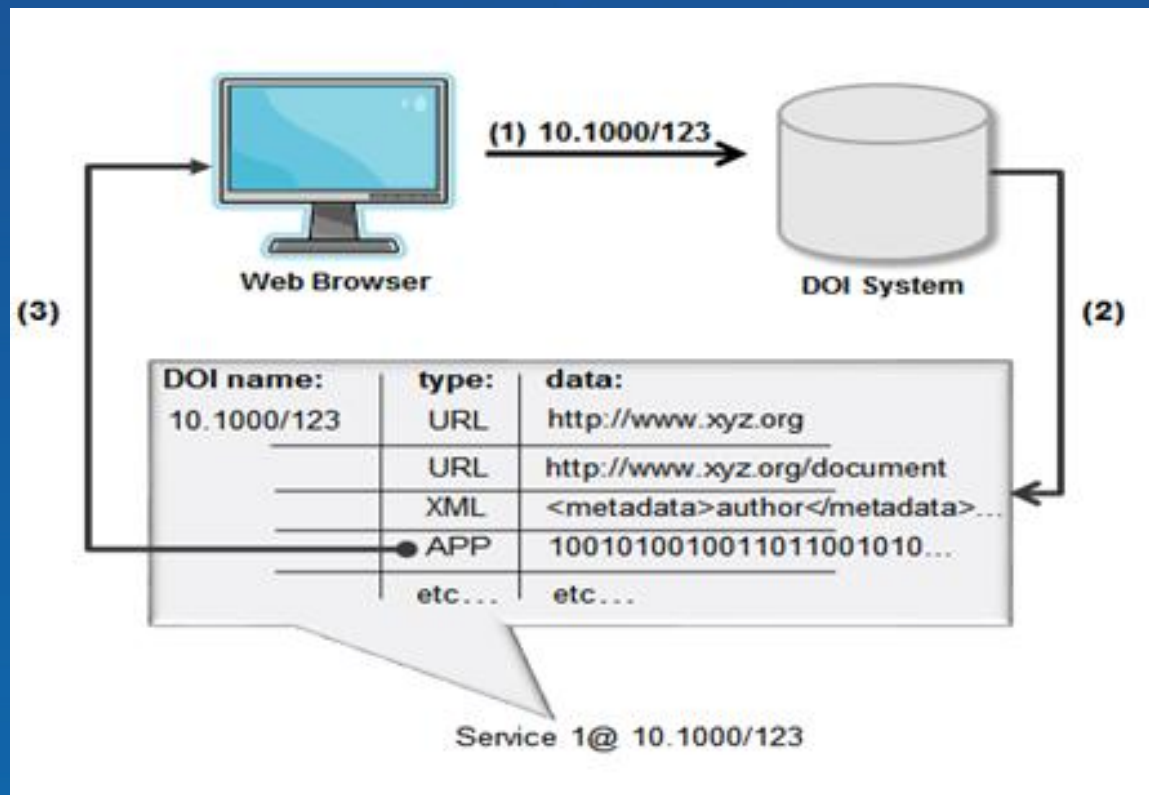 (1) 10.1000/123
Web Browser
DOI System
(3)
(2)
DOI name: type: data:
10.1000/123 URL http://www.xyz.org
URL http://www.xyz.org/document
XML <metadata>author</metadata>...
APP 1001010010011011001010...
etc... etc...
Service 1@ 10.1000/123